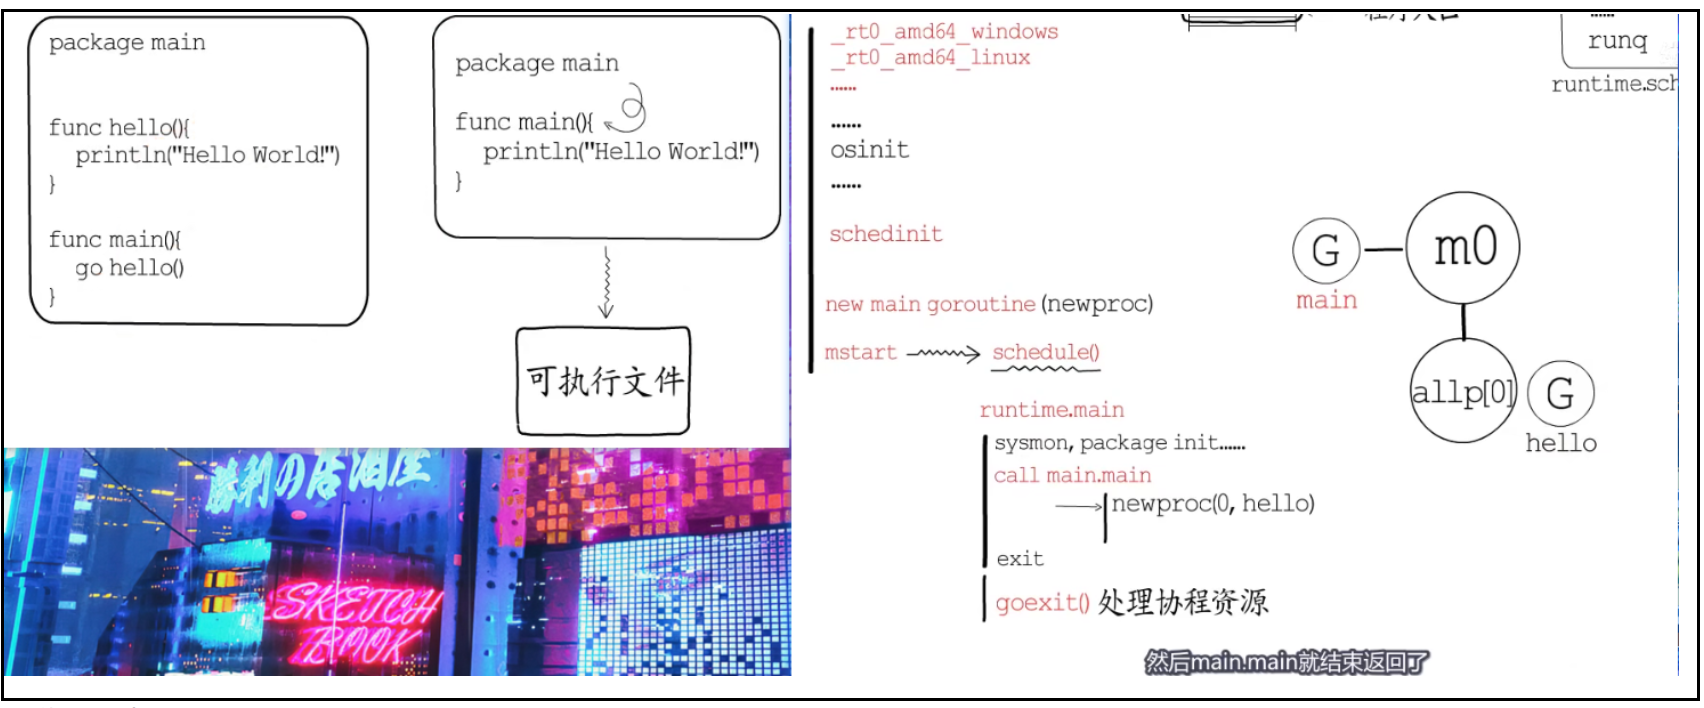 package main
func hello(){
println("Hello World!")
}
func main(){
go hello()
}
package main
func main(){
println("Hello World!")
}
可执行文件
勝利の居酒屋
SKETCH
BOOK
_rt0_amd64_windows
_rt0_amd64_linux
......
......
osinit
......
schedinit
new main goroutine (newproc)
mstart
schedule()
runtime.main
sysmon, package init......
call main.main
newproc(0, hello)
exit
goexit() 处理协程资源
程序入口
......
runq
runtime.sch
G
main
m0
allp[0]
G
hello
然后main.main就结束返回了